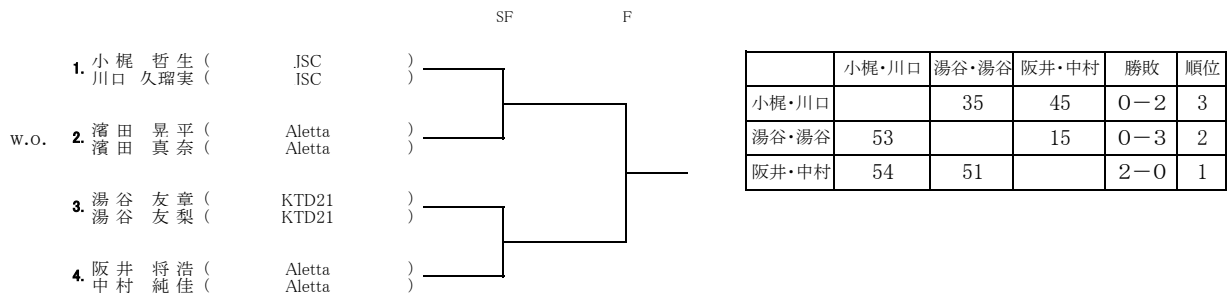 SF F
1. 小梶 哲生 ( JSC )
川口 久瑠実 ( JSC )
w.o. 2. 濱田 晃平 ( Aletta )
濱田 真奈 ( Aletta )
3. 湯谷 友章 ( KTD21 )
湯谷 友梨 ( KTD21 )
4. 阪井 将浩 ( Aletta )
中村 純佳 ( Aletta )
小梶・川口 湯谷・湯谷 阪井・中村 勝敗 順位
小梶・川口 35 45 0-2 3
湯谷・湯谷 53 15 0-3 2
阪井・中村 54 51 2-0 1